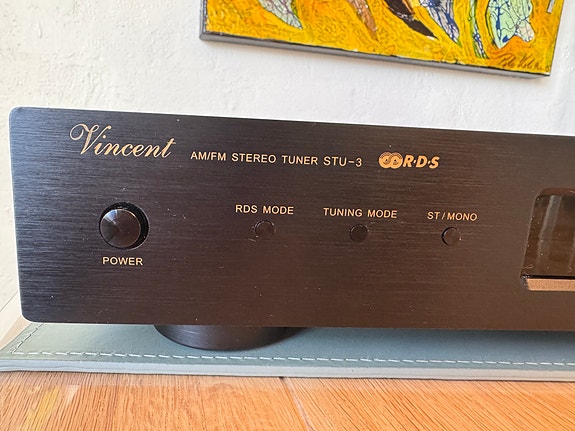 Vincent AM/FM STEREO TUNER STU-3 R·D·S
RDS MODE TUNING MODE ST/MONO
POWER